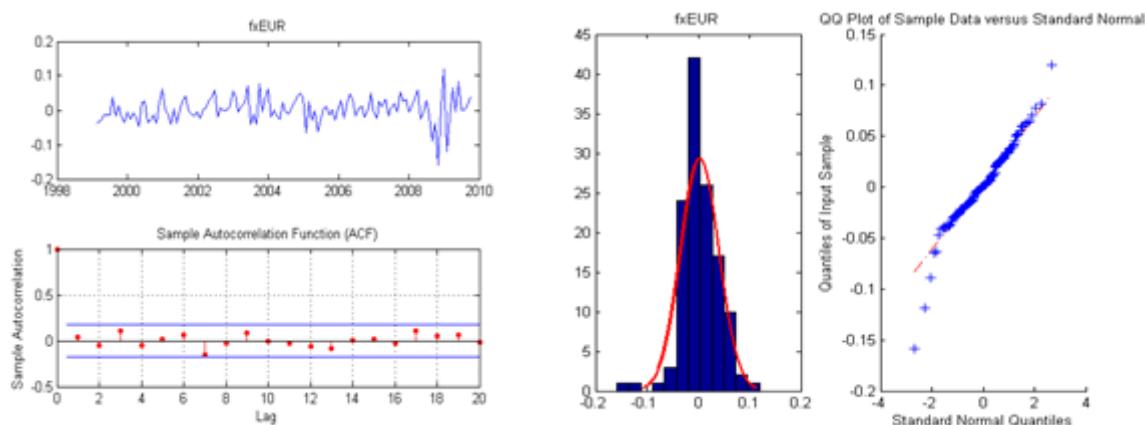 fxEUR
0.2
0.1
0
-0.1
-0.2
1998 2000 2002 2004 2006 2008 2010
Sample Autocorrelation Function (ACF)
Sample Autocorrelation
1
0.5
0
-0.5
0 2 4 6 8 10 12 14 16 18 20
Lag
fxEUR
45
40
35
30
25
20
15
10
5
0
-0.2 -0.1 0 0.1 0.2
QQ Plot of Sample Data versus Standard Normal
Quantiles of Input Sample
0.15
0.1
0.05
0
-0.05
-0.1
-0.15
-0.2
-4 -2 0 2 4
Standard Normal Quantiles